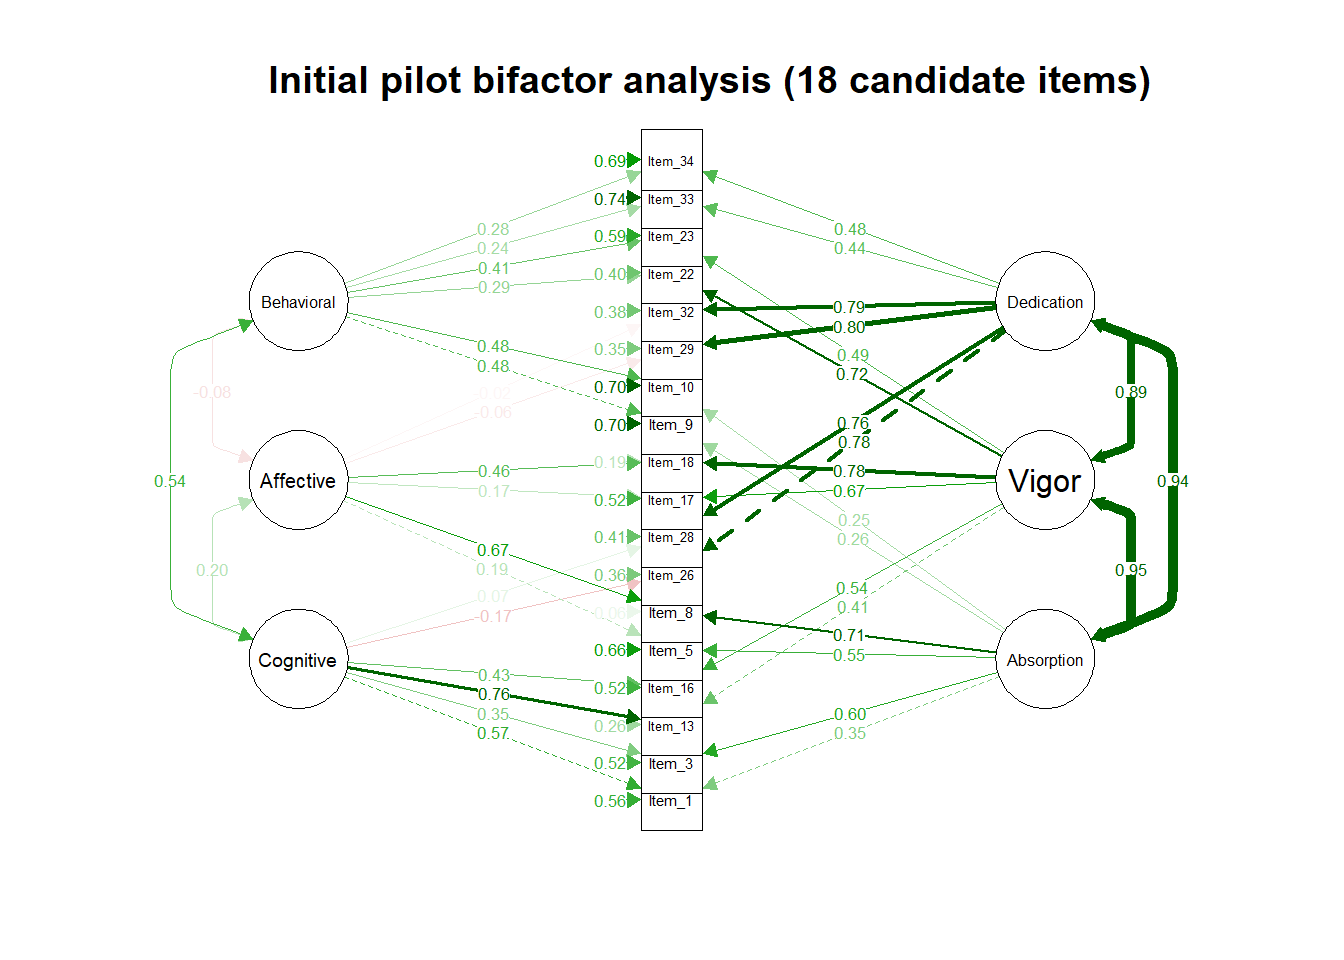 Initial pilot bifactor analysis (18 candidate items)
0.69
Item_34
0.74
Item_33
0.28
0.24
0.59
Item_23
0.48
0.44
0.41
0.29
0.40
Item_22
Behavioral
Dedication
0.38
Item_32
0.79
0.80
0.48
0.48
0.35
Item_29
0.49
0.72
-0.08
-0.02
-0.06
0.70
Item_10
0.89
0.70
Item_9
0.76
0.78
0.46
0.17
0.19
Item_18
0.78
0.67
0.54
Affective
Vigor
0.94
0.52
Item_17
0.41
Item_28
0.25
0.26
0.67
0.19
0.20
0.36
Item_26
0.95
0.07
-0.17
0.54
0.41
0.06
Item_8
0.66
Item_5
0.71
0.55
Cognitive
Absorption
0.43
0.76
0.35
0.57
0.52
Item_16
0.26
Item_13
0.60
0.35
0.52
Item_3
0.56
Item_1